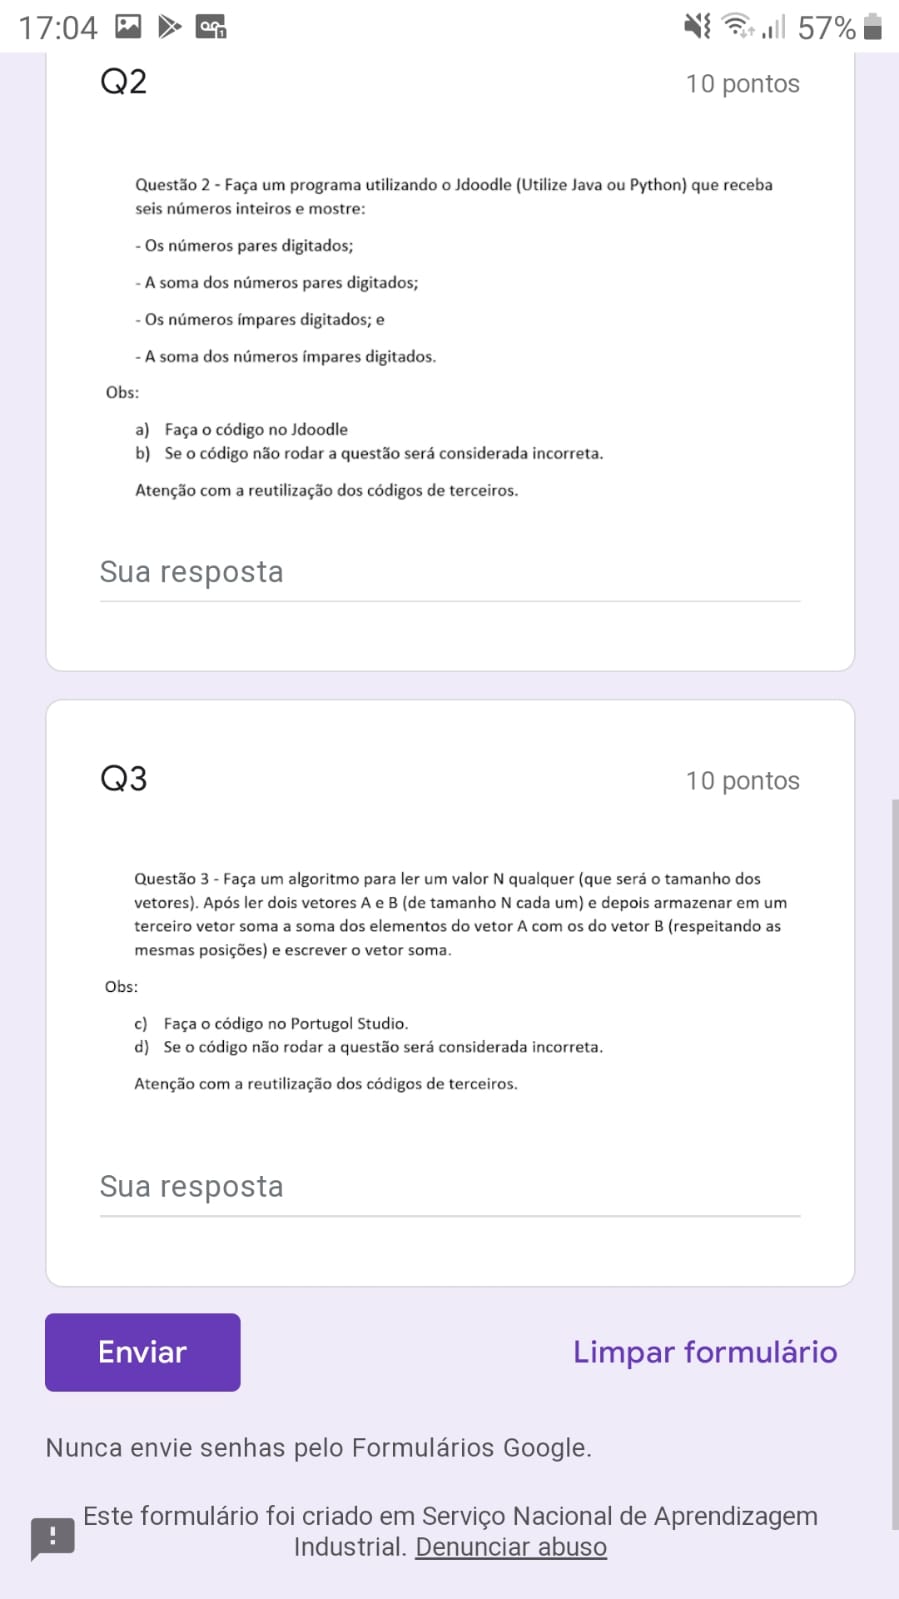 17:04
57%
Q2
10 pontos
Questão 2 - Faça um programa utilizando o Jdoodle (Utilize Java ou Python) que receba
seis números inteiros e mostre:
- Os números pares digitados;
- A soma dos números pares digitados;
- Os números ímpares digitados; e
- A soma dos números ímpares digitados.
Obs:
a) Faça o código no Jdoodle
b) Se o código não rodar a questão será considerada incorreta.
Atenção com a reutilização dos códigos de terceiros.
Sua resposta
Q3
10 pontos
Questão 3 - Faça um algoritmo para ler um valor N qualquer (que será o tamanho dos
vetores). Após ler dois vetores A e B (de tamanho N cada um) e depois armazenar em um
terceiro vetor soma a soma dos elementos do vetor A com os do vetor B (respeitando as
mesmas posições) e escrever o vetor soma.
Obs:
c) Faça o código no Portugol Studio.
d) Se o código não rodar a questão será considerada incorreta.
Atenção com a reutilização dos códigos de terceiros.
Sua resposta
Enviar
Limpar formulário
Nunca envie senhas pelo Formulários Google.
Este formulário foi criado em Serviço Nacional de Aprendizagem
Industrial. Denunciar abuso